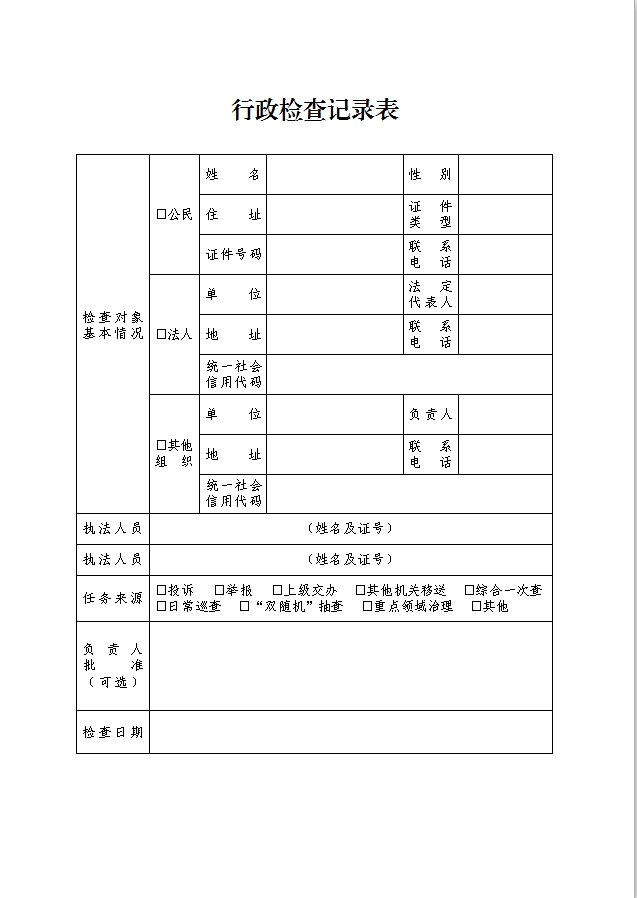 行政检查记录表
检查对象
基本情况
□公民
姓名
性别
住址
证件
类型
证件号码
联系
电话
□法人
单位
法定
代表人
地址
联系
电话
统一社会
信用代码
□其他
组织
单位
负责人
地址
联系
电话
统一社会
信用代码
执法人员
（姓名及证号）
执法人员
（姓名及证号）
任务来源
□投诉 □举报 □上级交办 □其他机关移送 □综合一次查
□日常巡查 □“双随机”抽查 □重点领域治理 □其他
负责人
批准
（可选）
检查日期